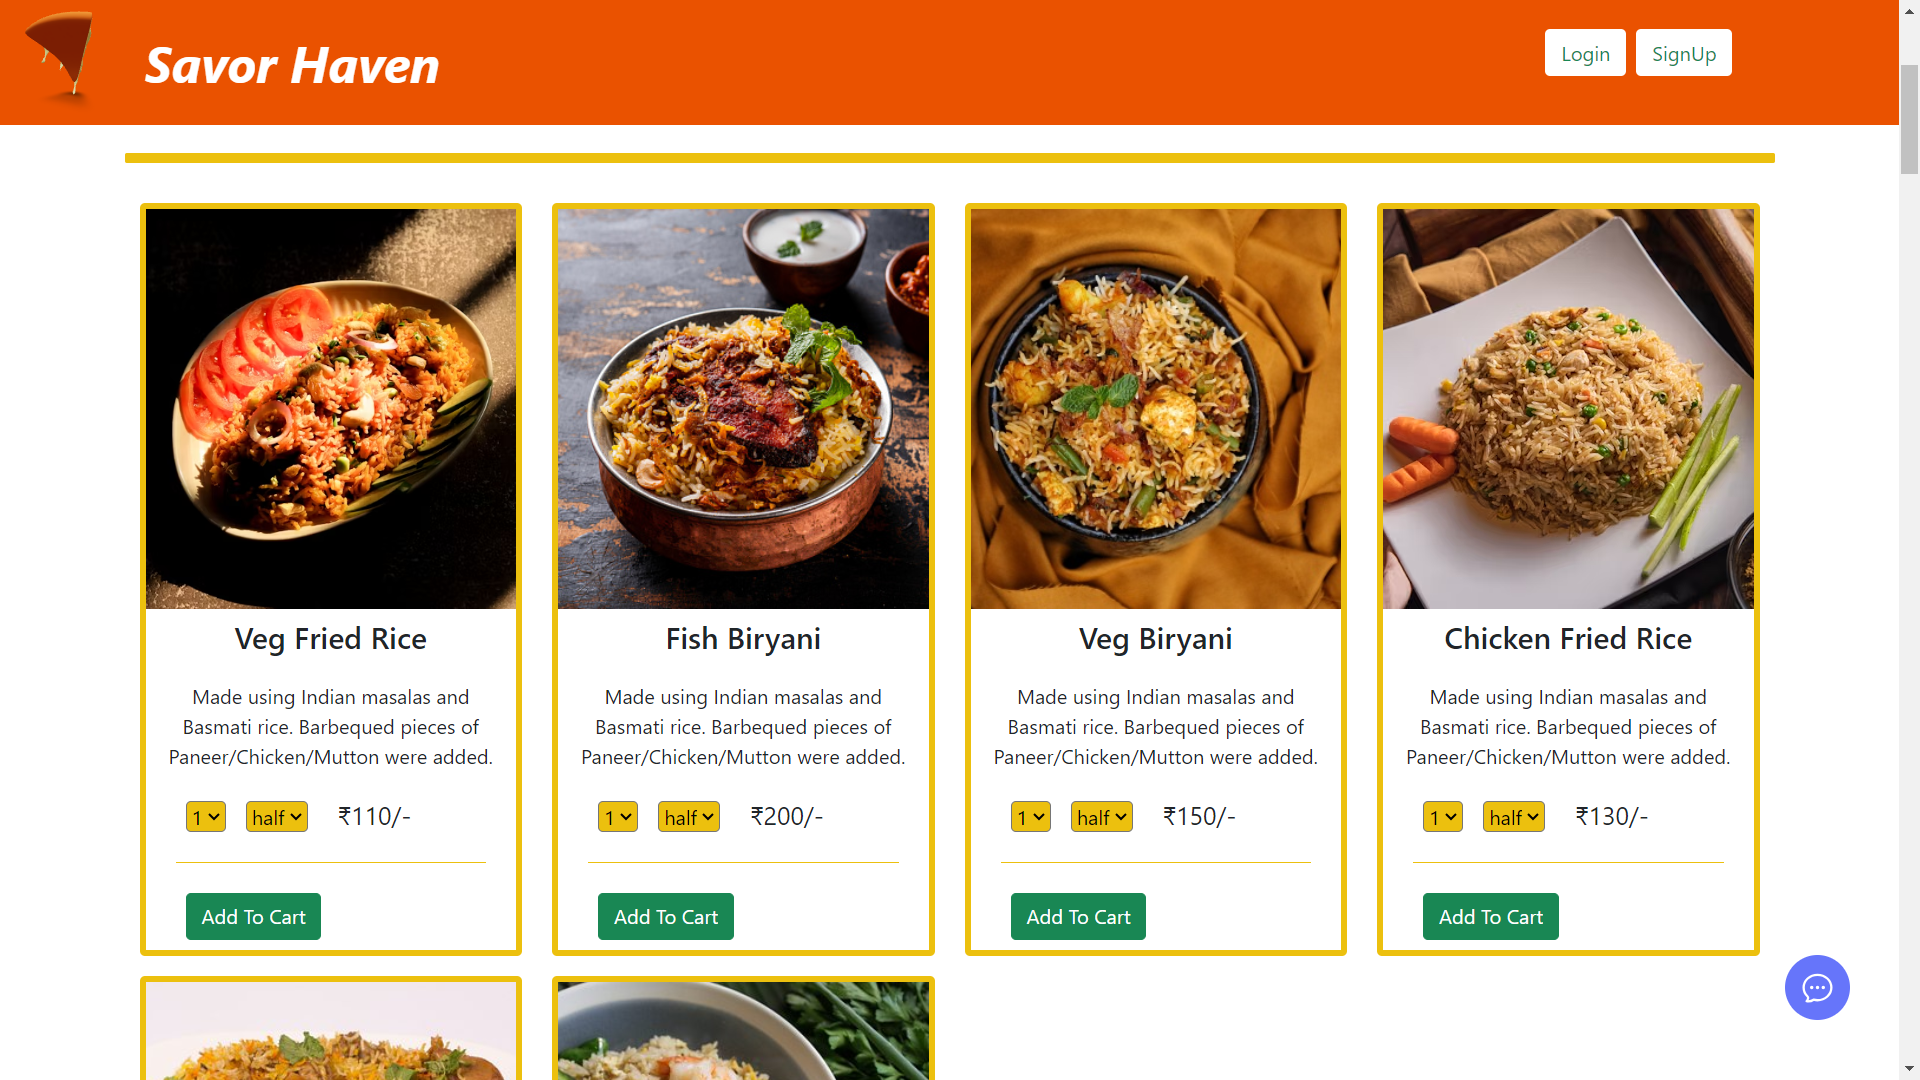 Savor Haven
Login
SignUp
Veg Fried Rice
Made using Indian masalas and
Basmati rice. Barbequed pieces of
Paneer/Chicken/Mutton were added.
1 half ₹110/-
Add To Cart
Fish Biryani
Made using Indian masalas and
Basmati rice. Barbequed pieces of
Paneer/Chicken/Mutton were added.
1 half ₹200/-
Add To Cart
Veg Biryani
Made using Indian masalas and
Basmati rice. Barbequed pieces of
Paneer/Chicken/Mutton were added.
1 half ₹150/-
Add To Cart
Chicken Fried Rice
Made using Indian masalas and
Basmati rice. Barbequed pieces of
Paneer/Chicken/Mutton were added.
1 half ₹130/-
Add To Cart